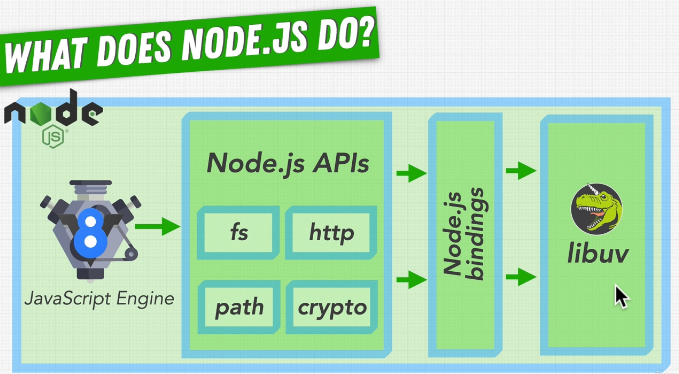 WHAT DOES NODE.JS DO?
node
JS
8
JavaScript Engine
Node.js APIs
fs
http
path
crypto
Node.js
bindings
libuv